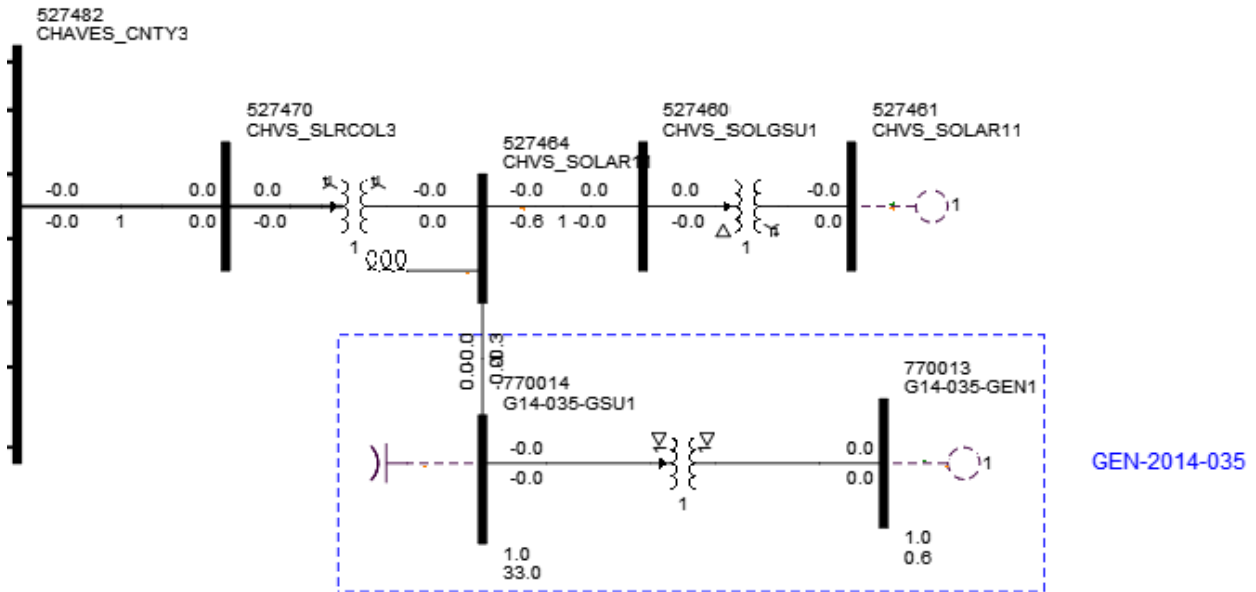 527482
CHAVES_CNTY3
527470
CHVS_SLRCOL3
527464
CHVS_SOLAR11
527460
CHVS_SOLGSU1
527461
CHVS_SOLAR11
-0.0 0.0 0.0 -0.0 -0.0 0.0 0.0 -0.0 1
-0.0 1 0.0 -0.0 0.0 -0.6 1 -0.0 -0.0 0.0
1 1
770014
G14-035-GSU1
770013
G14-035-GEN1
-0.0 0.0 1
-0.0 0.0
1
GEN-2014-035
1.0
33.0
1.0
0.6